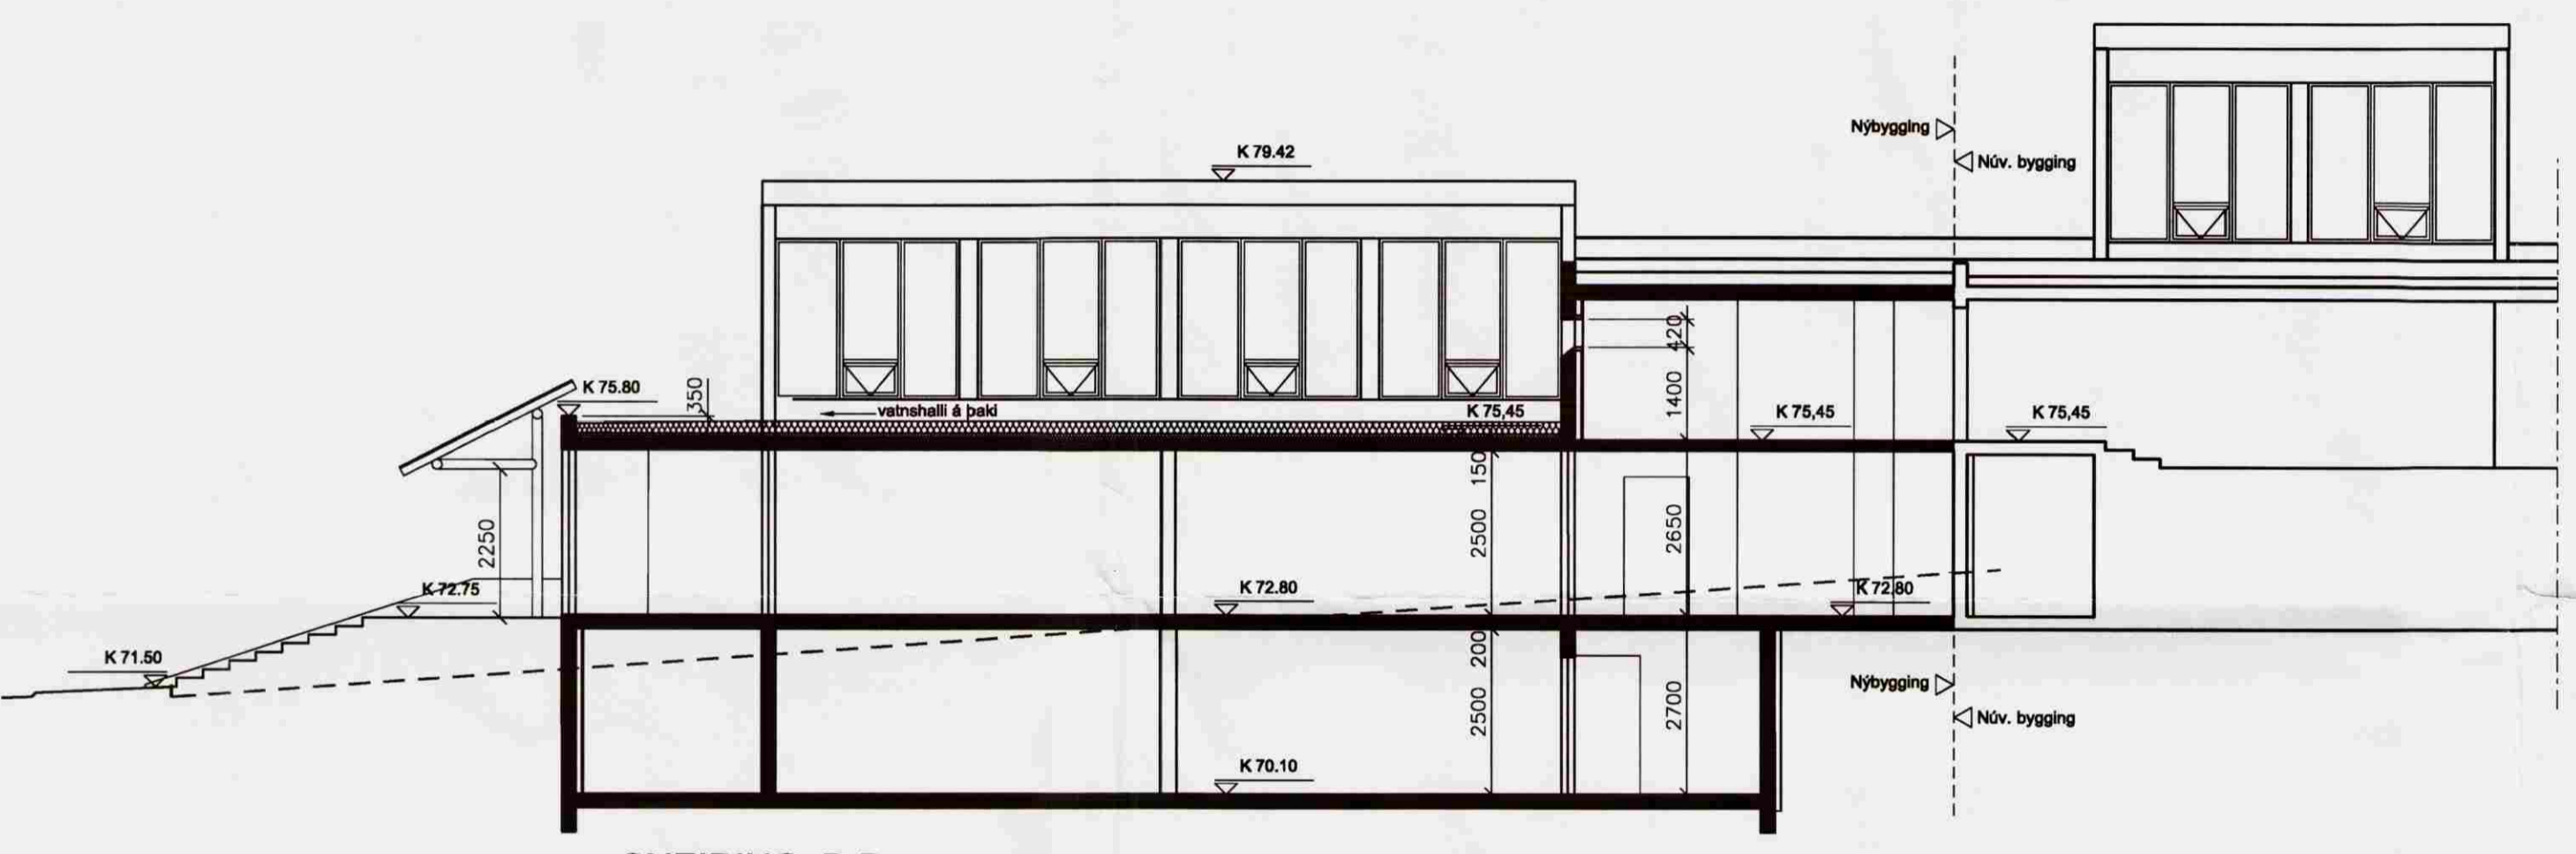 Nýbygging
Núv. bygging
K 79.42
K 75.80
350
vatnshalli á þaki
K 75,45
420
1400
K 75,45
K 75,45
2250
150
2500
2650
K 72.75
K 72.80
K 72,80
K 71.50
200
2500
2700
Nýbygging
Núv. bygging
K 70.10